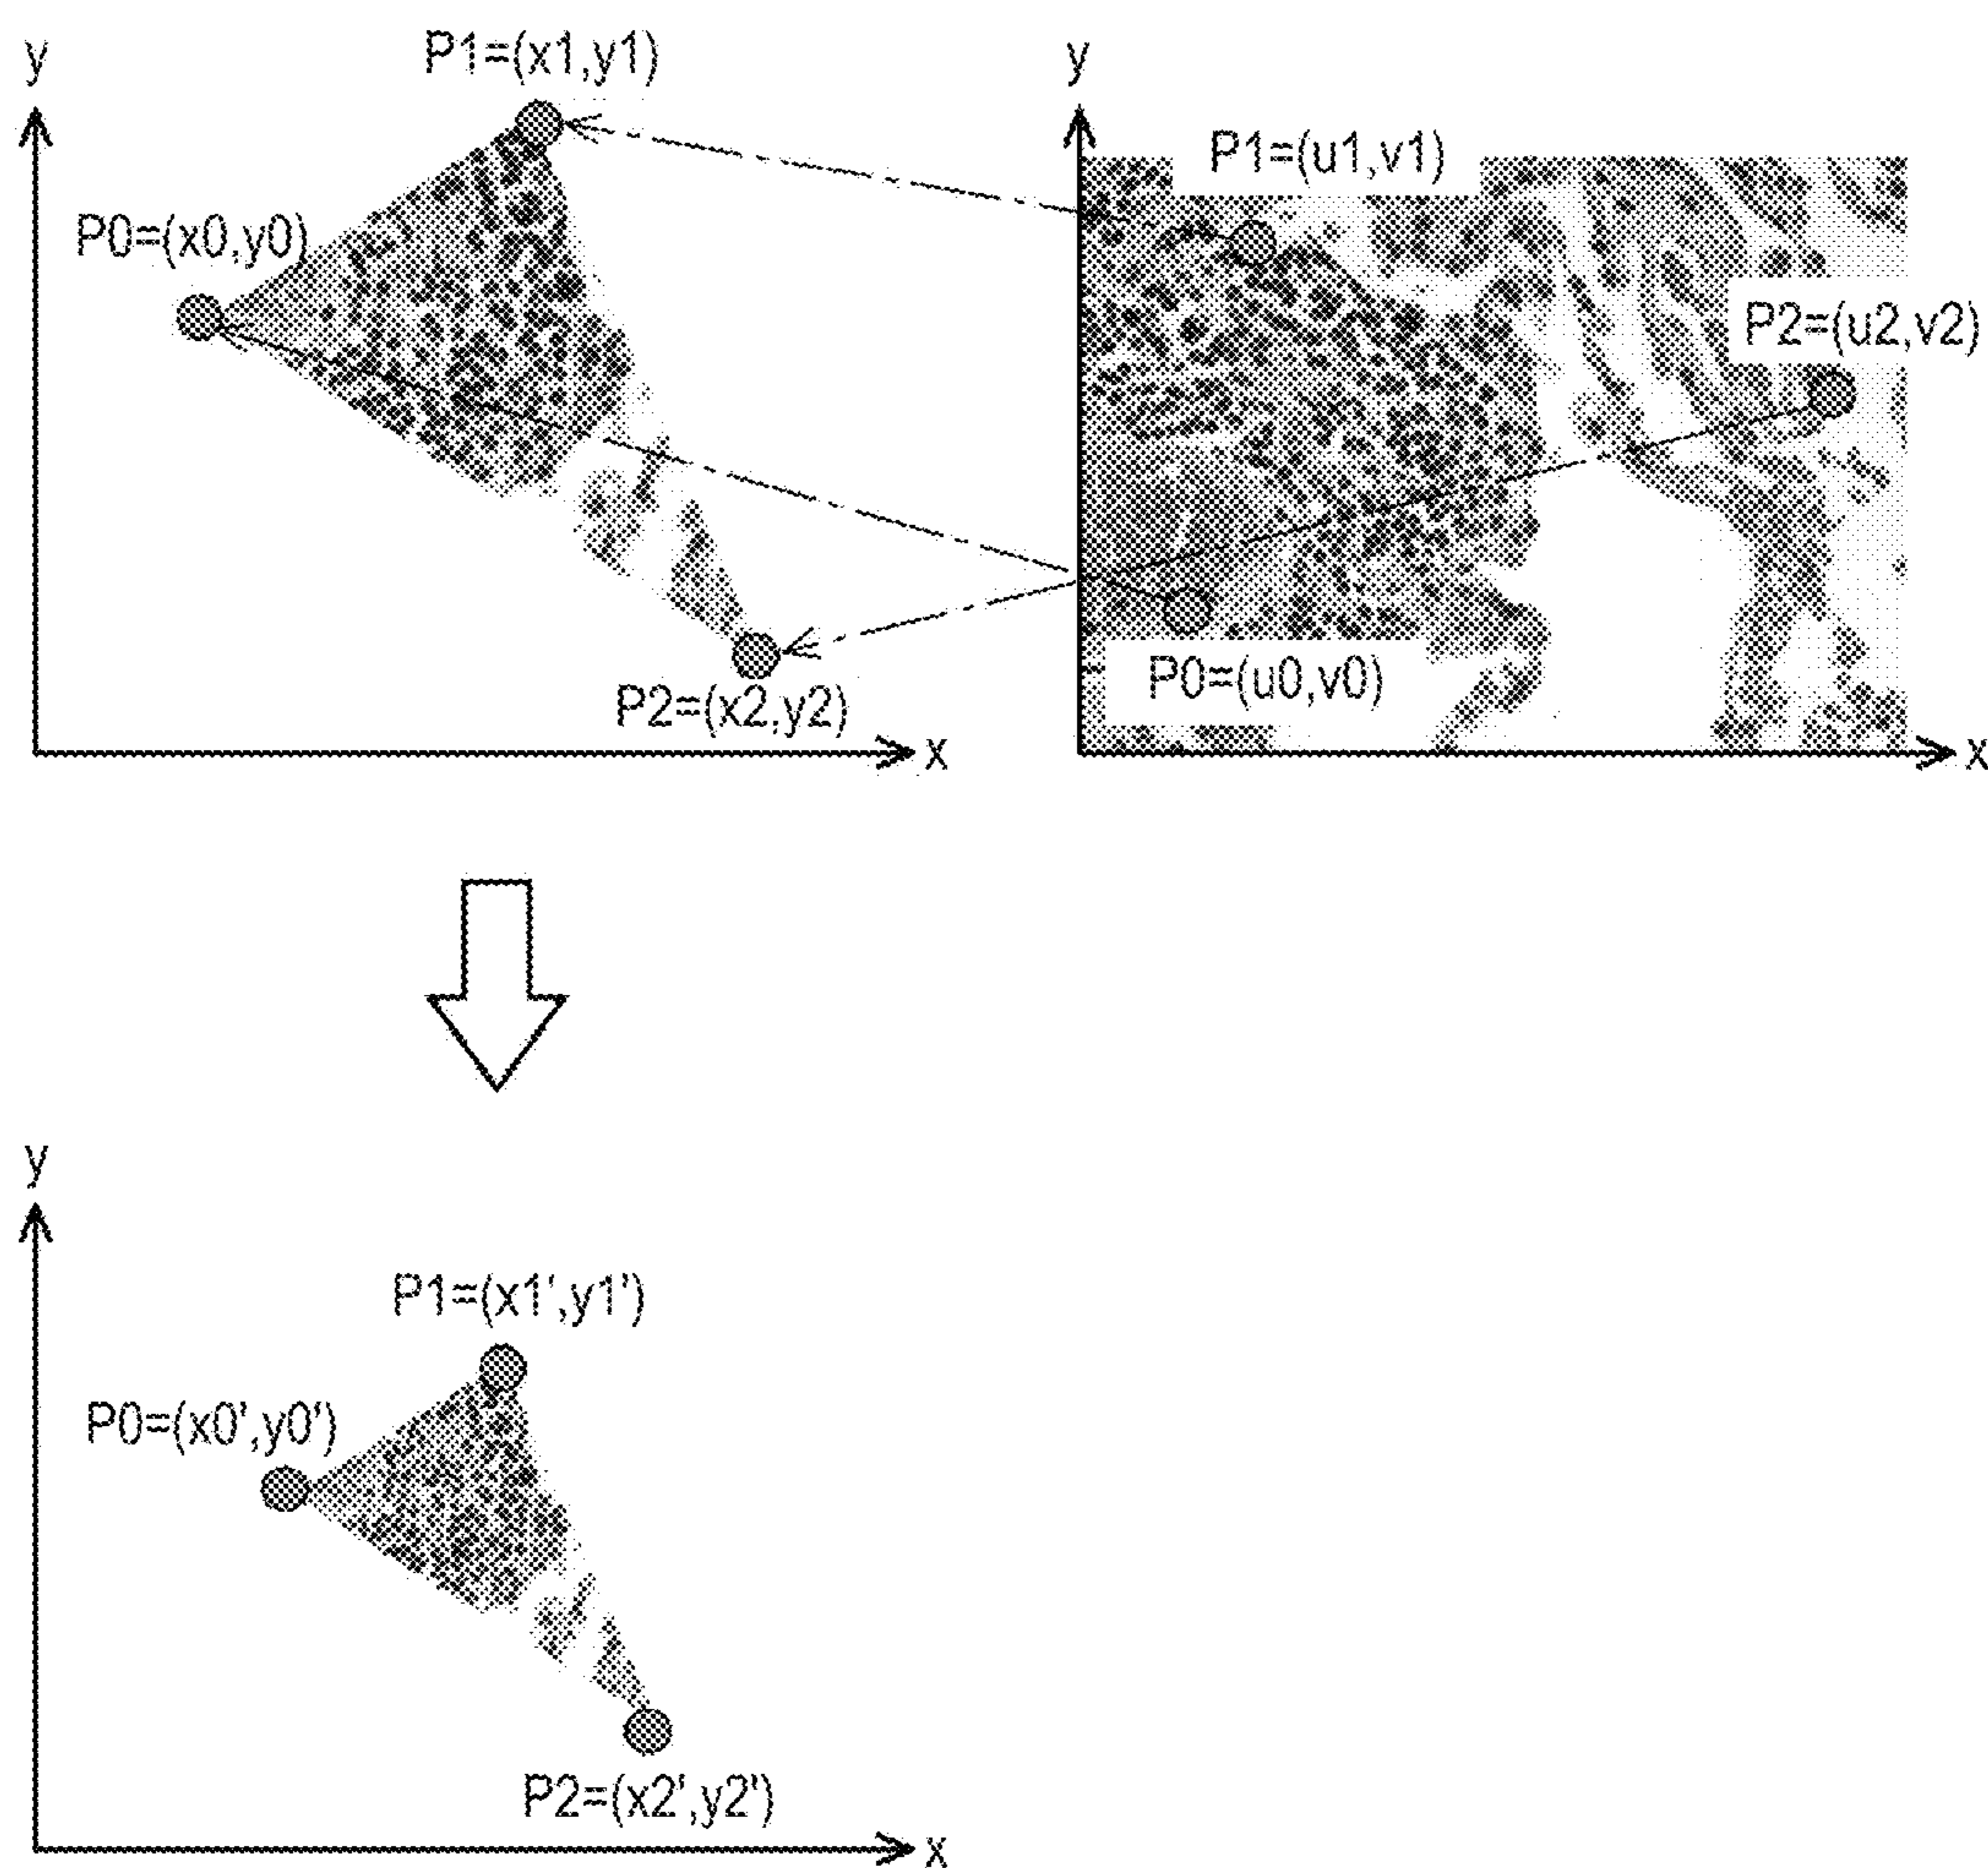 y
P1=(x1,y1)
P0=(x0,y0)
P2=(x2,y2)
x
y
P1=(u1,v1)
P2=(u2,v2)
P0=(u0,v0)
x
y
P1=(x1',y1')
P0=(x0',y0')
P2=(x2',y2')
x